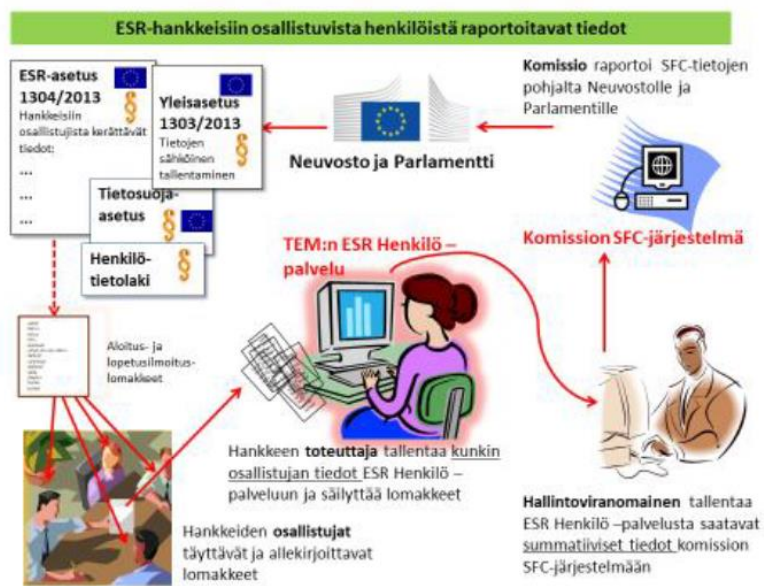 ESR-hankkeisiin osallistuvista henkilöistä raportoitavat tiedot
ESR-asetus
1304/2013
Hankkeisiin
osallistujista kerättävät
tiedot:
...
...
...
Yleisasetus
1303/2013
Tietojen
sähköinen
tallentaminen
Tietosuoja-
asetus
Henkilö-
tietolaki
Neuvosto ja Parlamentti
Komissio raportoi SFC-tietojen
pohjalta Neuvostolle ja
Parlamentille
Komission SFC-järjestelmä
TEM:n ESR Henkilö –
palvelu
Aloitus- ja
lopetusilmoitus-
lomakkeet
Hankkeen toteuttaja tallentaa kunkin
osallistujan tiedot ESR Henkilö –
palveluun ja säilyttää lomakkeet
Hankkeiden osallistujat
täyttävät ja allekirjoittavat
lomakkeet
Hallintoviranomainen tallentaa
ESR Henkilö –palvelusta saatavat
summatiiviset tiedot komission
SFC-järjestelmään